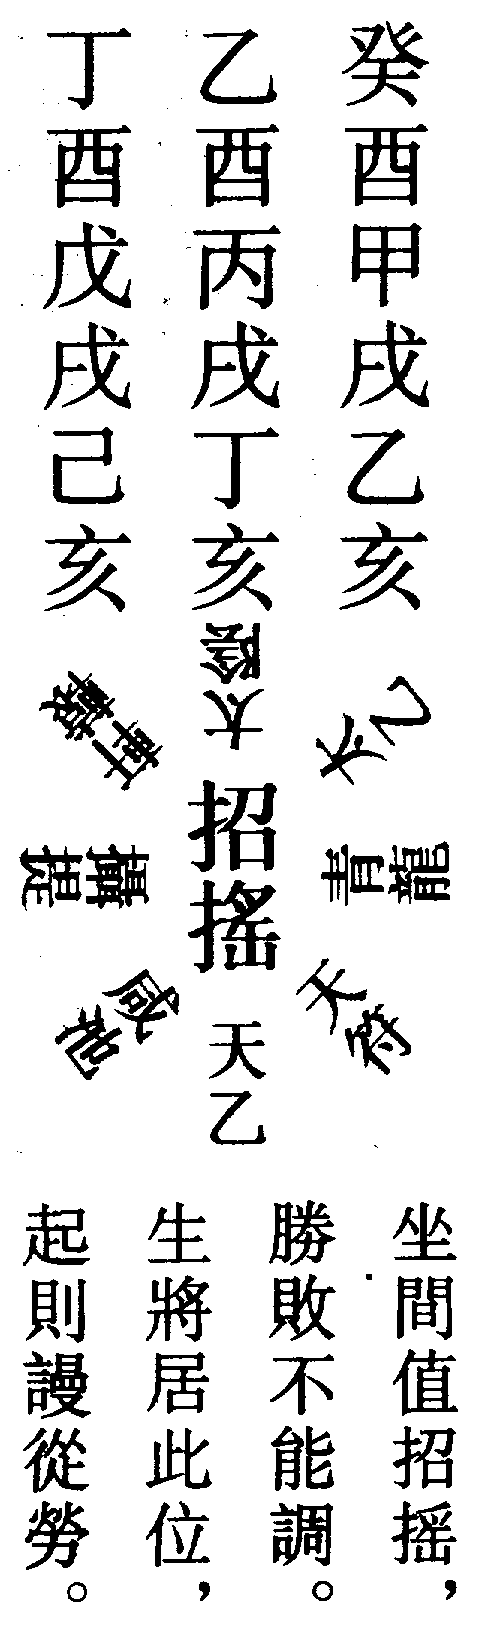 癸酉甲戌乙亥
乙酉丙戌丁亥
丁酉戊戌己亥
太陰
太乙
軒轅
招搖
青龍
攝提
天符
咸池
天乙
坐間值招搖，
勝敗不能調。
生將居此位，
起則謾從勞。